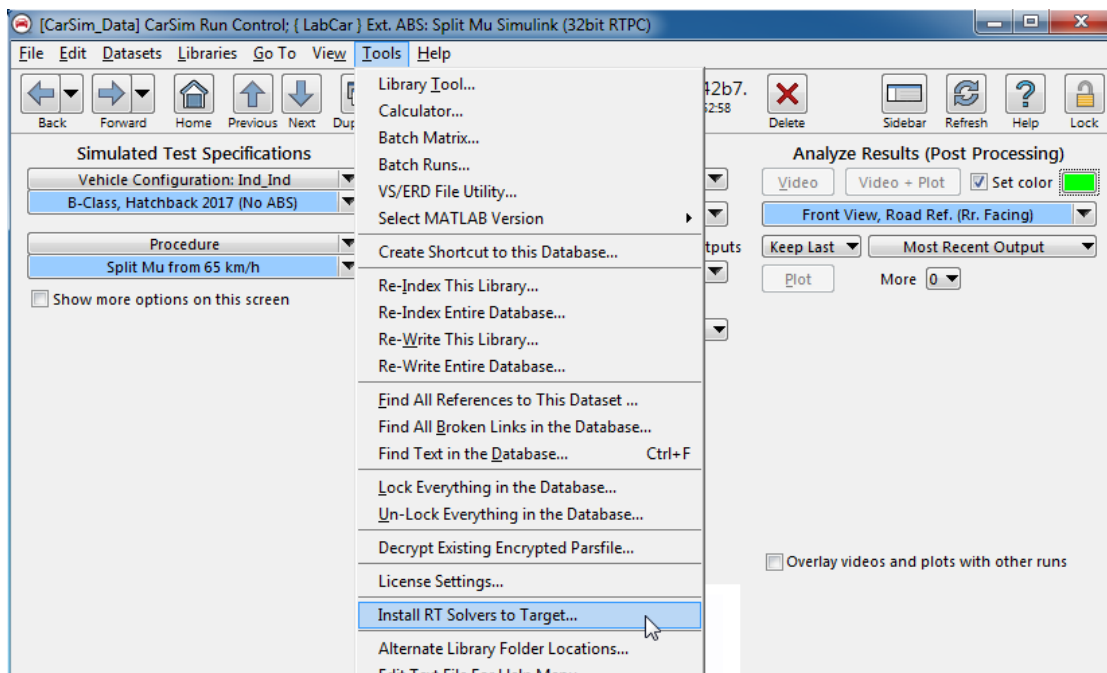 [CarSim_Data] CarSim Run Control; { LabCar } Ext. ABS: Split Mu Simulink (32bit RTPC)
File Edit Datasets Libraries Go To View Tools Help
Back Forward Home Previous Next Delete Sidebar Refresh Help Lock
Simulated Test Specifications
Vehicle Configuration: Ind_Ind
B-Class, Hatchback 2017 (No ABS)
Procedure
Split Mu from 65 km/h
Show more options on this screen
Library Tool...
Calculator...
Batch Matrix...
Batch Runs...
VS/ERD File Utility...
Select MATLAB Version
Create Shortcut to this Database...
Re-Index This Library...
Re-Index Entire Database...
Re-Write This Library...
Re-Write Entire Database...
Find All References to This Dataset ...
Find All Broken Links in the Database...
Find Text in the Database... Ctrl+F
Lock Everything in the Database...
Un-Lock Everything in the Database...
Decrypt Existing Encrypted Parsfile...
License Settings...
Install RT Solvers to Target...
Alternate Library Folder Locations...
Analyze Results (Post Processing)
Video Video + Plot Set color
Front View, Road Ref. (Rr. Facing)
Keep Last Most Recent Output
Plot More 0
Overlay videos and plots with other runs